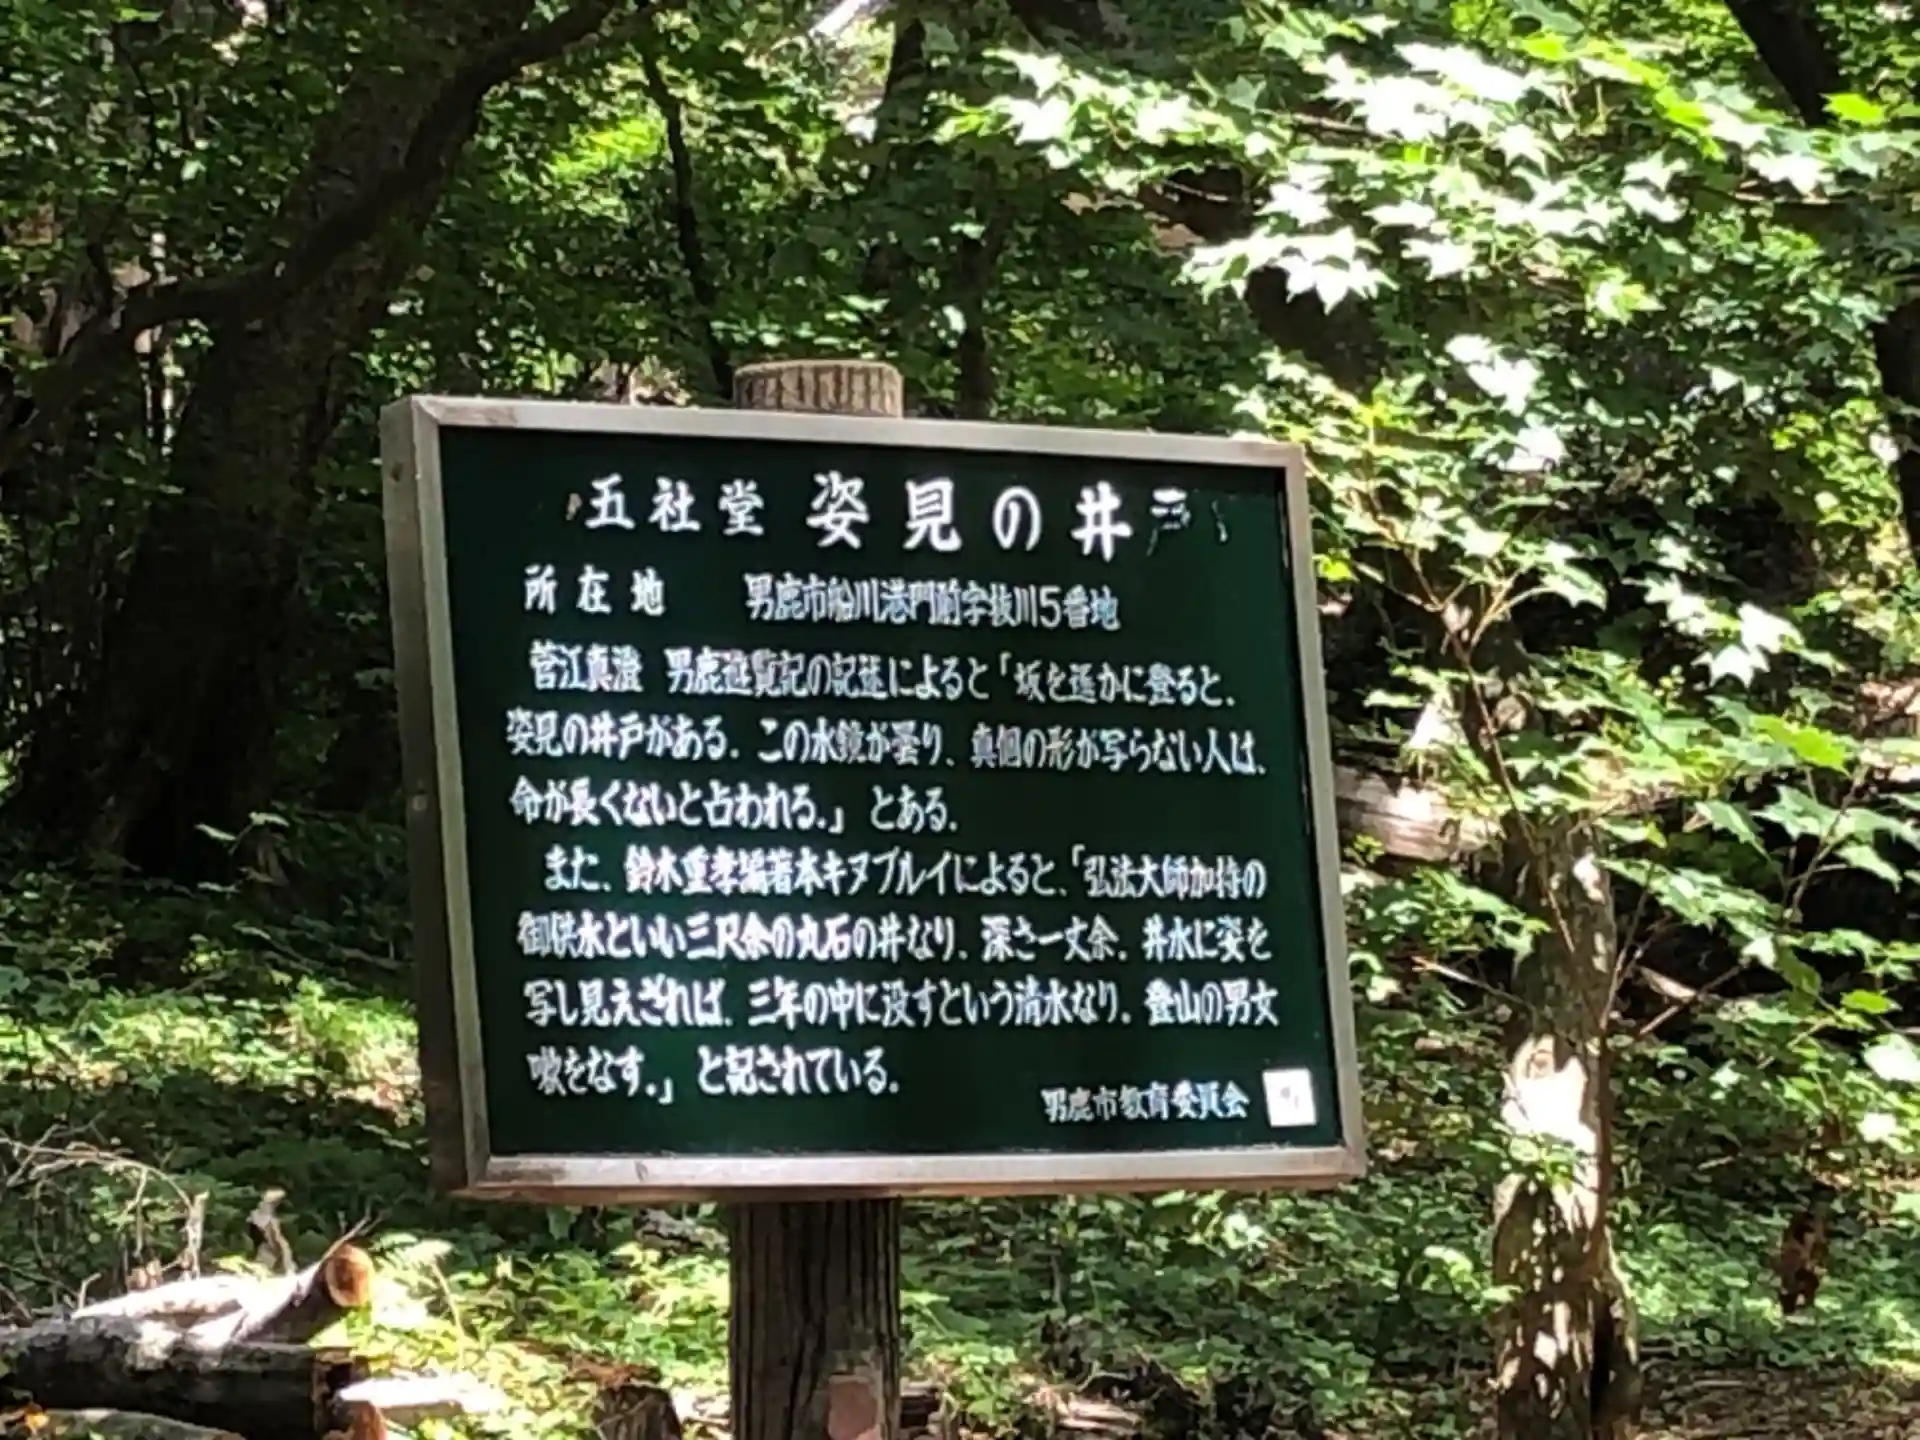 五社堂 姿見の井戸
所在地 男鹿市船川港門前字抜川5番地
菅江真澄 男鹿遊覧記の記述によると「坂を遥かに登ると、
姿見の井戸がある。この水鏡が曇り、真個の形が写らない人は、
命が長くないと占われる。」とある。
また、鈴木重孝編著本キヌブルイによると、「弘法大師加持の
御供水といい三尺余の丸石の井なり。深さ一丈余。井水に姿を
写し見えざれば、三年の中に没すという清水なり。登山の男女
をなす。」と記されている。
男鹿市教育委員会